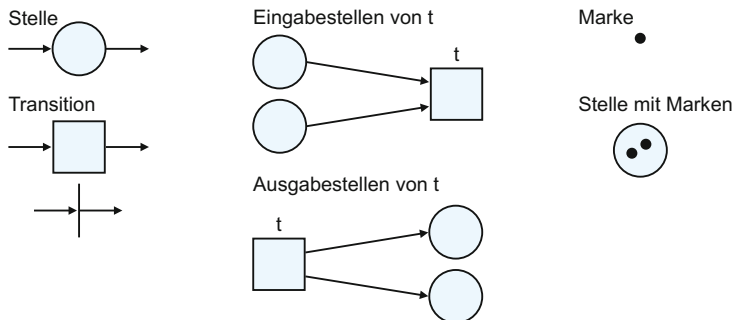 Stelle
Transition
Eingabestellen von t
t
Ausgabestellen von t
t
Marke
Stelle mit Marken